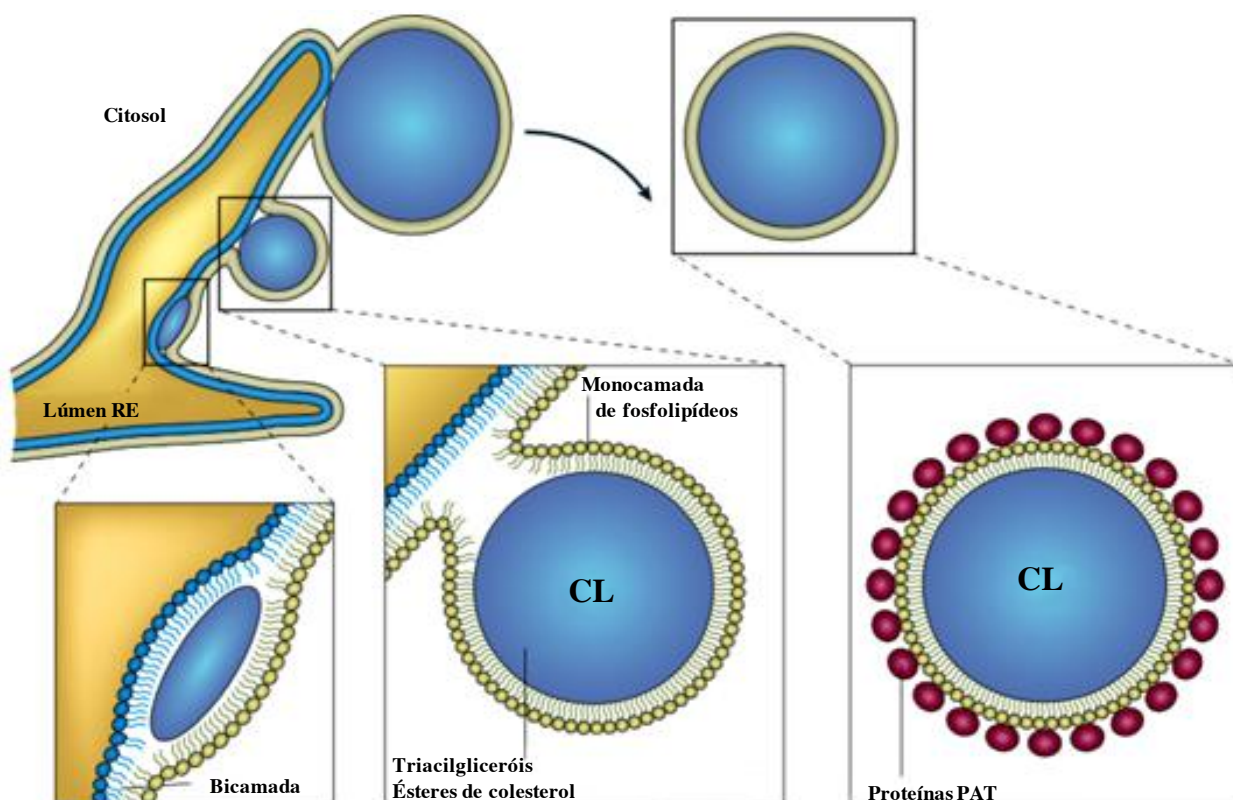 Citosol
Lúmen RE
Monocamada
de fosfolipídeos
CL
CL
Bicamada
Triacilgliceróis
Ésteres de colesterol
Proteínas PAT